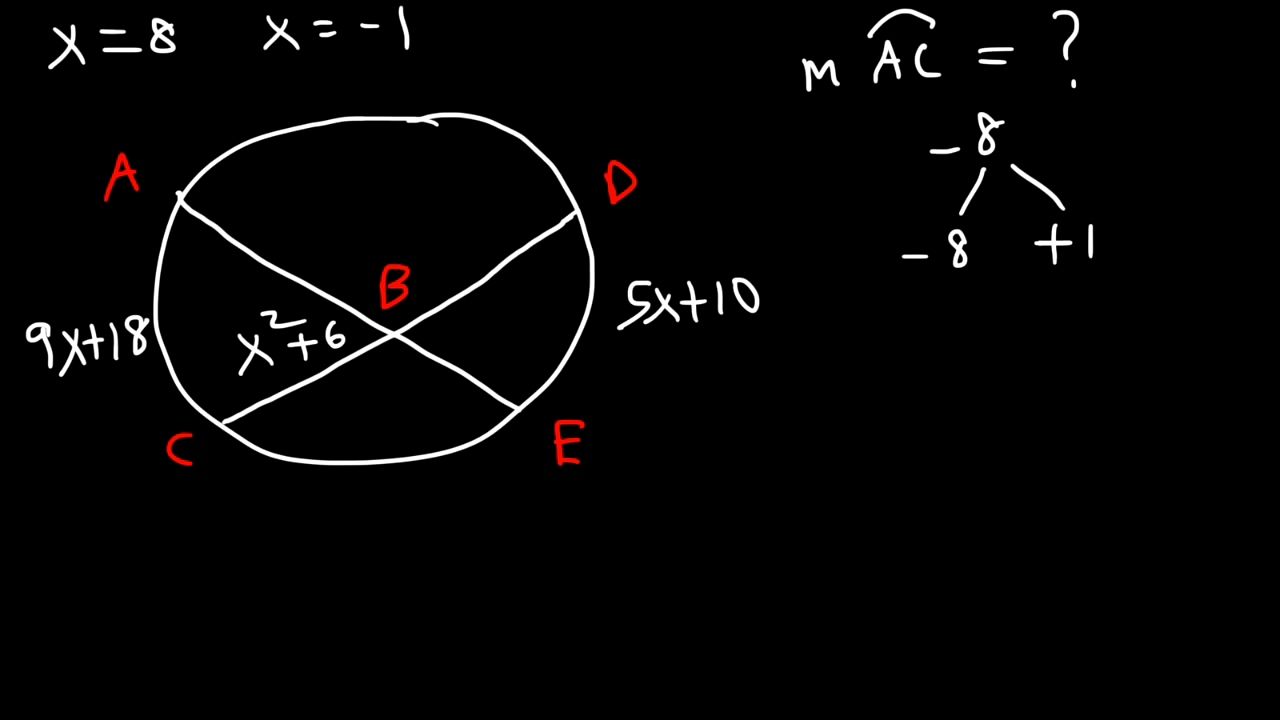 x = 8 x = -1
m AC = ?
-8
-8 +1
A
D
B
5x+10
9x+18
x²+6
C
E